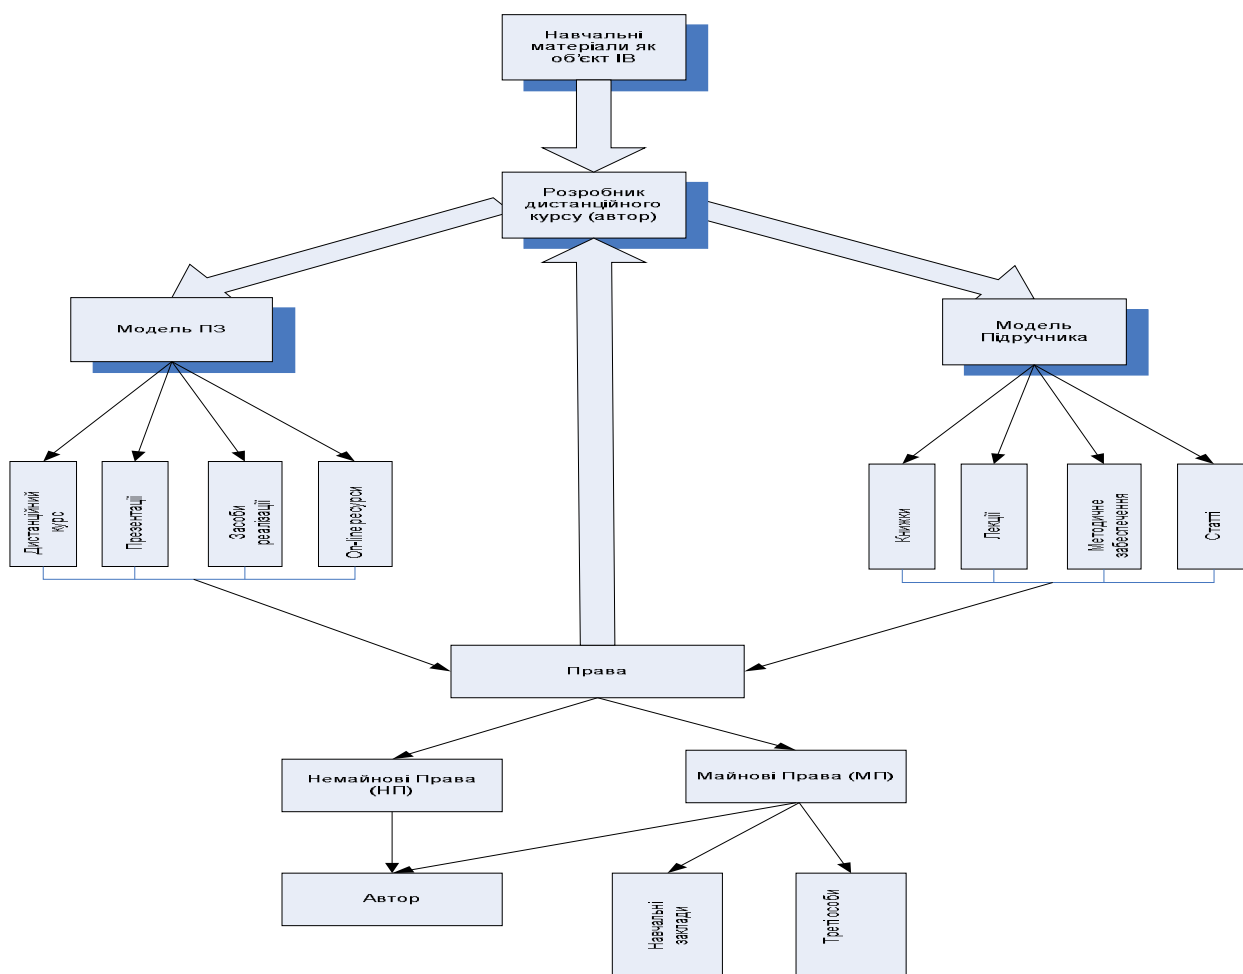 Навчальні
матеріали як
об'єкт ІВ
Розробник
дистанційного
курсу (автор)
Модель ПЗ
Модель
Підручника
Дистанційний
курс
Презентації
Засоби
реалізації
On-line ресурси
Книжки
Лекції
Методичне
забеспечення
Статті
Права
Немайнові Права
(НП)
Майнові Права (МП)
Автор
Навчальні
заклади
Треті особи